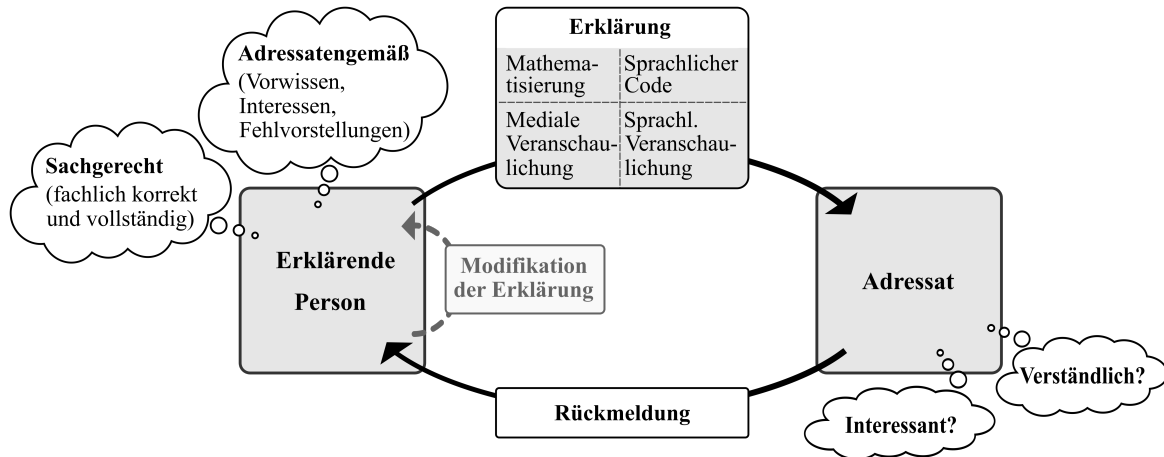 Erklärung
Mathema-
tisierung
Sprachlicher
Code
Mediale
Veranschau-
lichung
Sprachl.
Veranschau-
lichung
Adressatengemäß
(Vorwissen,
Interessen,
Fehlvorstellungen)
Sachgerecht
(fachlich korrekt
und vollständig)
Erklärende
Person
Modifikation
der Erklärung
Adressat
Verständlich?
Interessant?
Rückmeldung